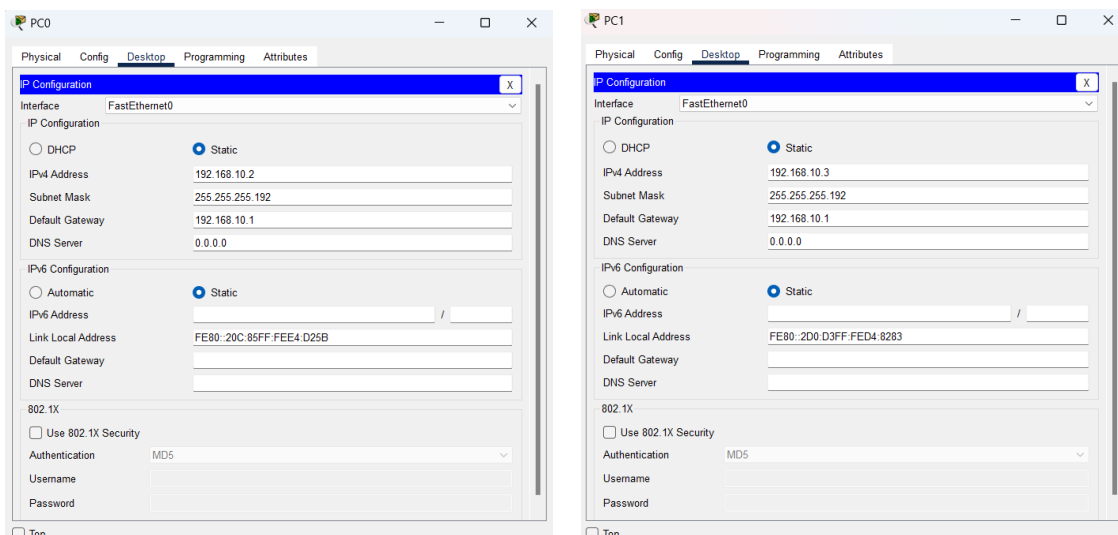 PC0
Physical Config Desktop Programming Attributes
IP Configuration X
Interface FastEthernet0
IP Configuration
DHCP Static
IPv4 Address 192.168.10.2
Subnet Mask 255.255.255.192
Default Gateway 192.168.10.1
DNS Server 0.0.0.0
IPv6 Configuration
Automatic Static
IPv6 Address /
Link Local Address FE80::20C:85FF:FEE4:D25B
Default Gateway
DNS Server
802.1X
Use 802.1X Security
Authentication MD5
Username
Password
Top
PC1
Physical Config Desktop Programming Attributes
IP Configuration X
Interface FastEthernet0
IP Configuration
DHCP Static
IPv4 Address 192.168.10.3
Subnet Mask 255.255.255.192
Default Gateway 192.168.10.1
DNS Server 0.0.0.0
IPv6 Configuration
Automatic Static
IPv6 Address /
Link Local Address FE80::2D0:D3FF:FED4:8283
Default Gateway
DNS Server
802.1X
Use 802.1X Security
Authentication MD5
Username
Password
Top